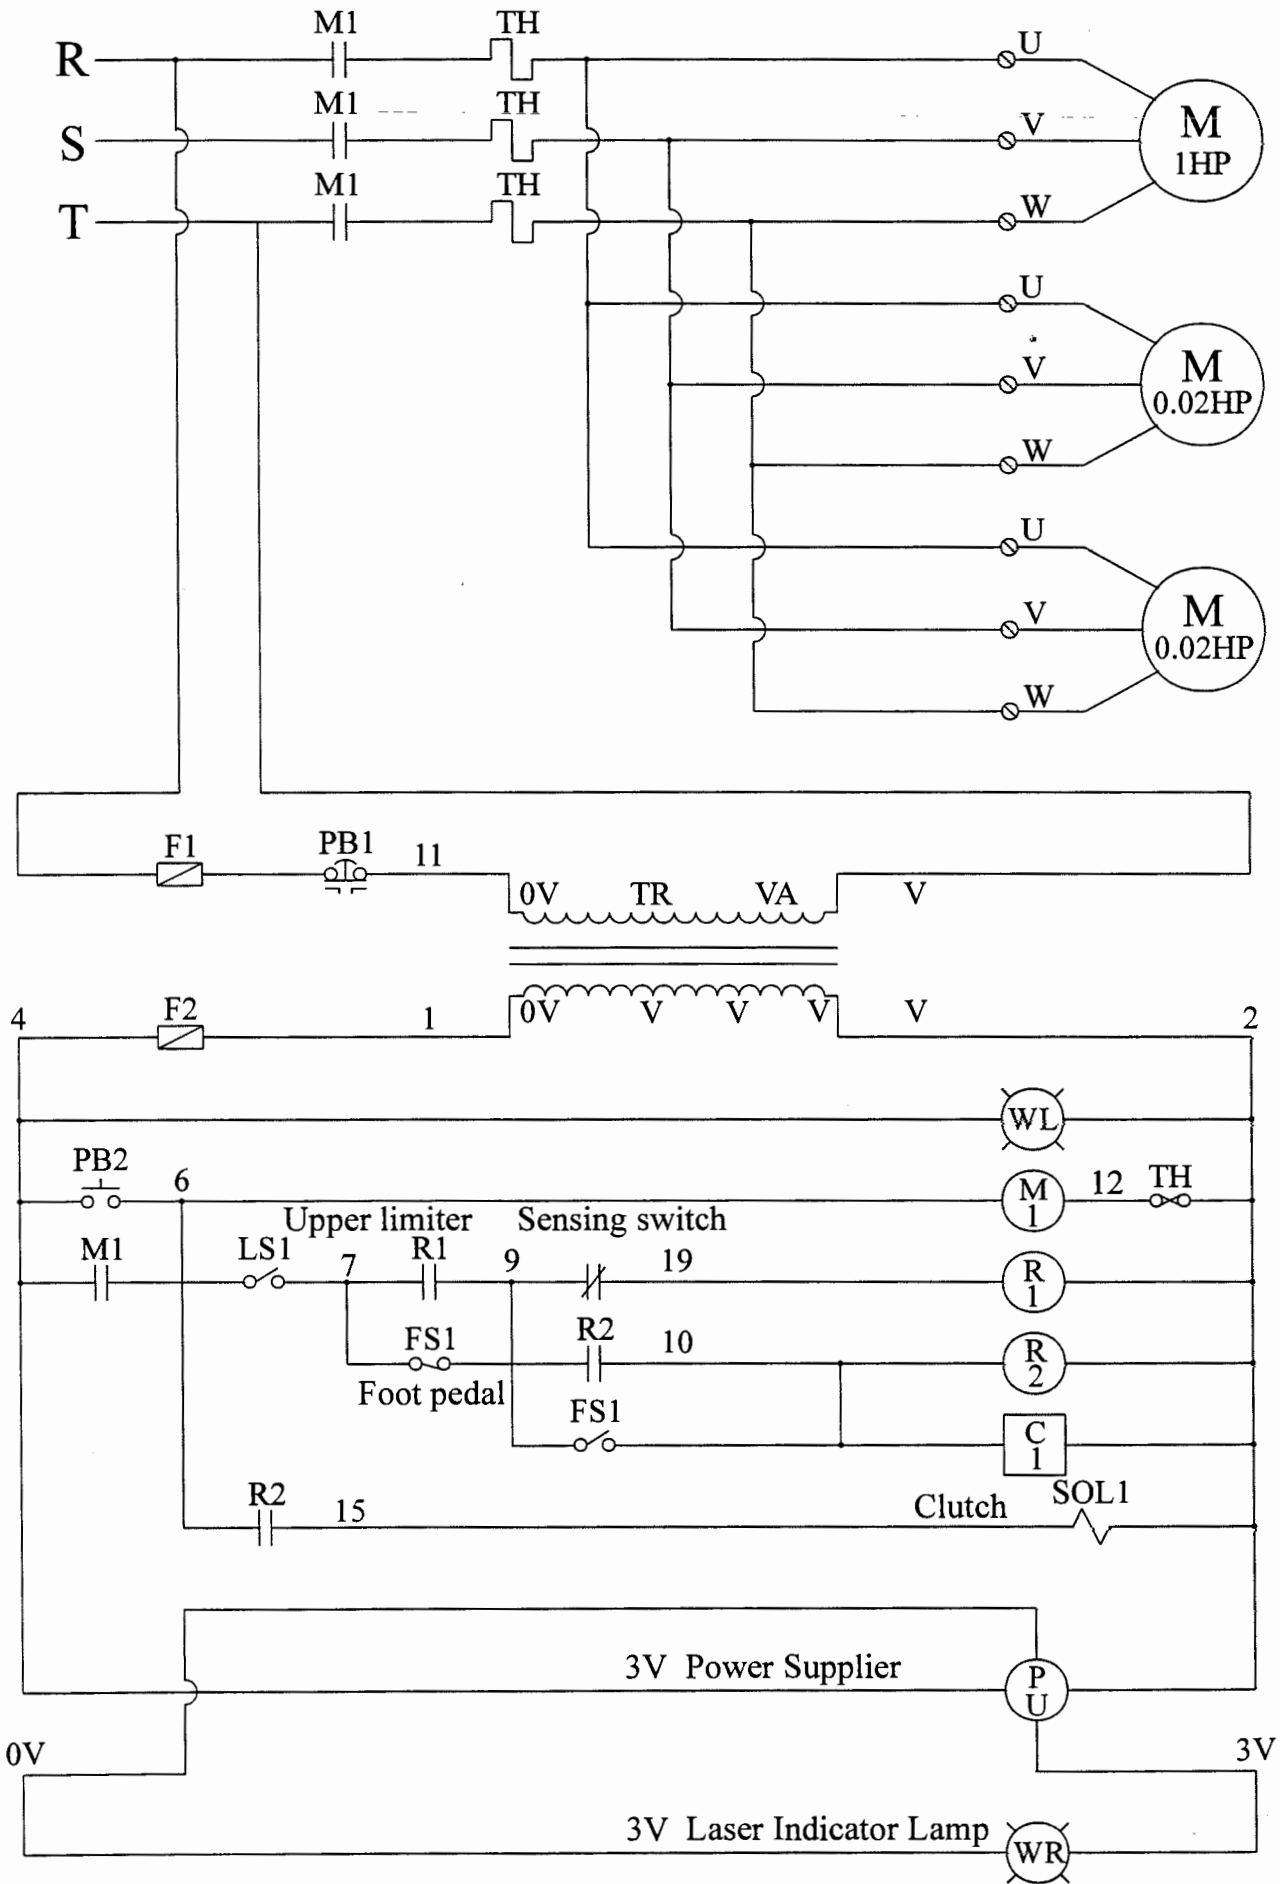 M1 TH
R U
M1 TH
S V
M 1HP
M1 TH
T W
U
V
M 0.02HP
W
U
V
M 0.02HP
W
F1 PB1 11
0V TR VA V
0V V V V V
4 F2 1 2
WL
PB2 6 M 1 12 TH
Upper limiter Sensing switch
M1 LS1 7 R1 9 19 R 1
FS1 R2 10 R 2
Foot pedal
FS1 C 1
R2 15 Clutch SOL1
3V Power Supplier P U
0V 3V
3V Laser Indicator Lamp WR